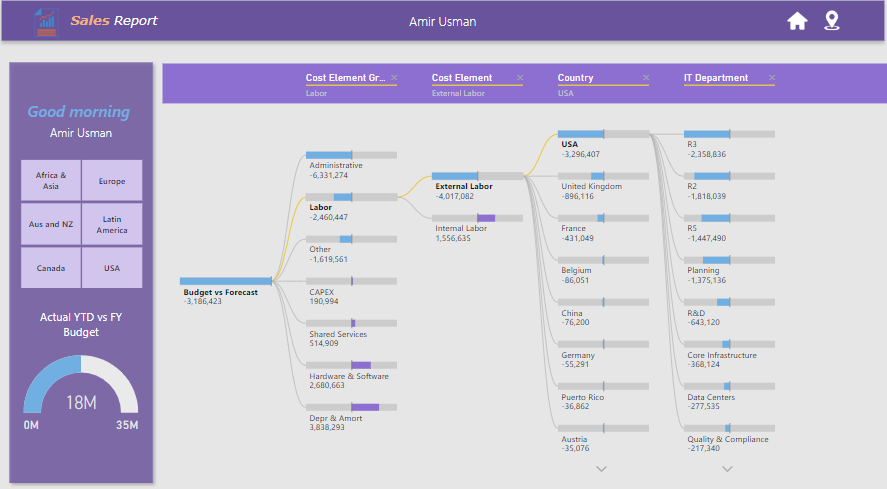 Sales Report
Amir Usman
Good morning
Amir Usman
Africa &
Asia
Europe
Aus and NZ
Latin
America
Canada
USA
Actual YTD vs FY
Budget
18M
0M
35M
Cost Element Gr...
Labor
Cost Element
External Labor
Country
USA
IT Department
Budget vs Forecast
-3,186,423
Administrative
-6,331,274
Labor
-2,460,447
Other
-1,619,561
CAPEX
190,994
Shared Services
514,909
Hardware & Software
2,680,663
Depr & Amort
3,838,293
External Labor
-4,017,082
Internal Labor
1,556,635
USA
-3,296,407
United Kingdom
-896,116
France
-431,049
Belgium
-86,051
China
-76,200
Germany
-55,291
Puerto Rico
-36,862
Austria
-35,076
R3
-2,358,836
R2
-1,818,039
R5
-1,447,490
Planning
-1,375,136
R&D
-643,120
Core Infrastructure
-368,124
Data Centers
-277,535
Quality & Compliance
-217,340